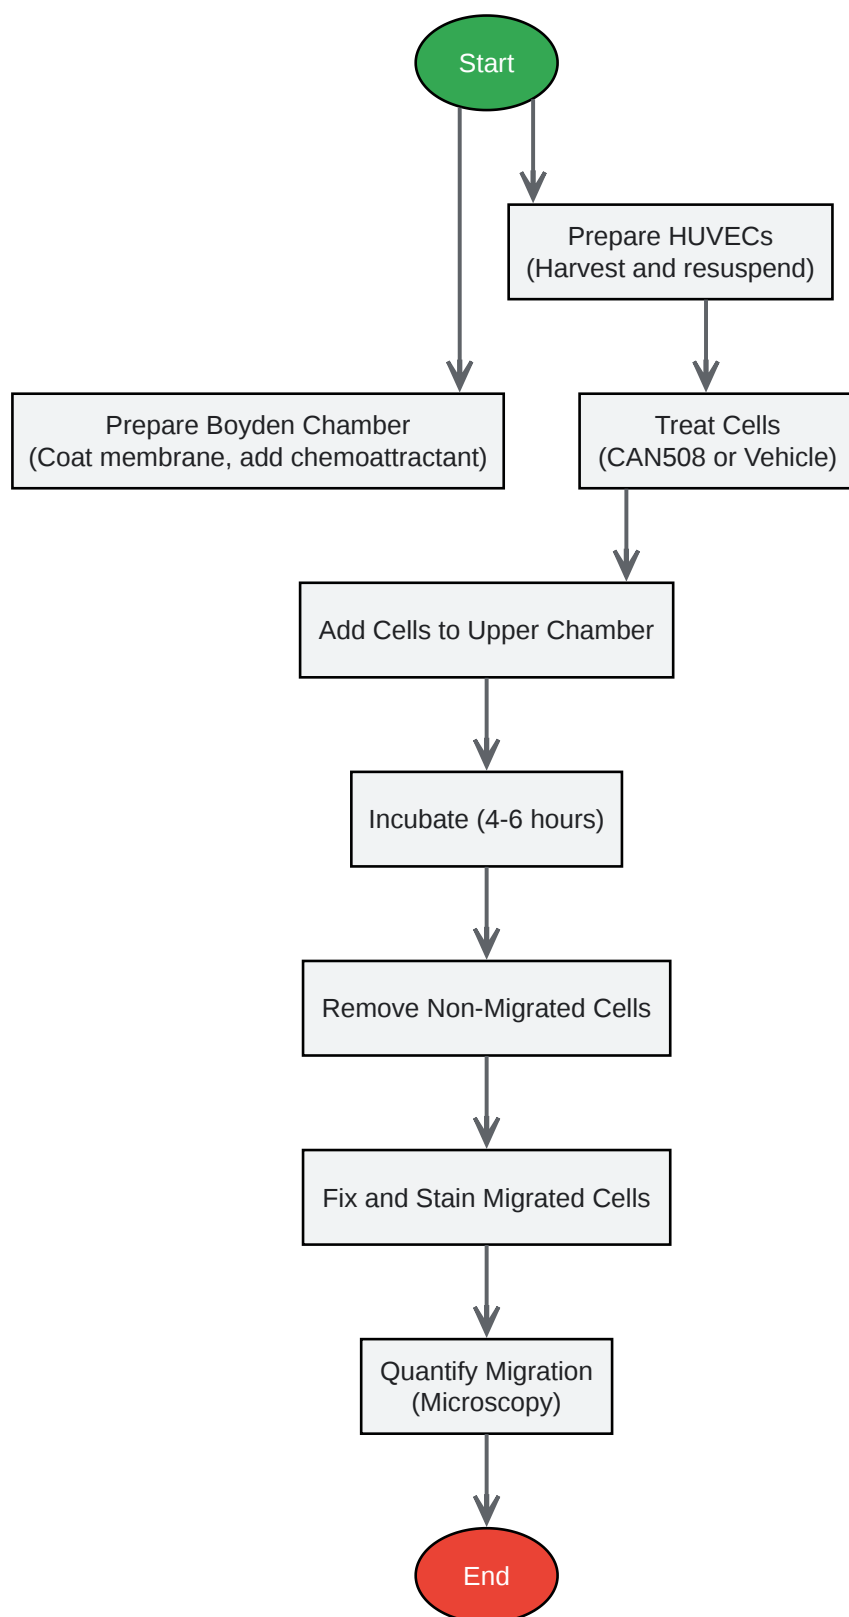 Start
Prepare HUVECs
(Harvest and resuspend)
Prepare Boyden Chamber
(Coat membrane, add chemoattractant)
Treat Cells
(CAN508 or Vehicle)
Add Cells to Upper Chamber
Incubate (4-6 hours)
Remove Non-Migrated Cells
Fix and Stain Migrated Cells
Quantify Migration
(Microscopy)
End